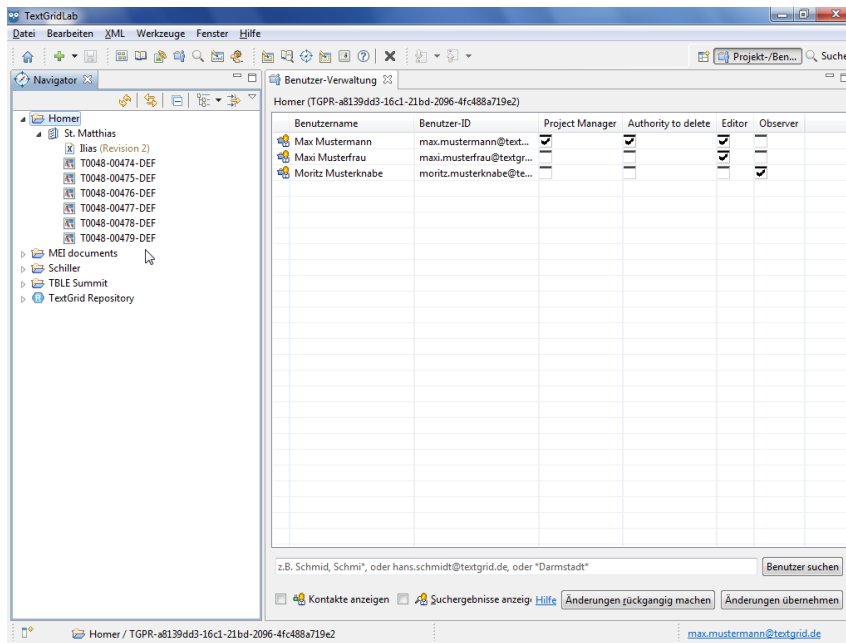 TextGridLab
Datei Bearbeiten XML Werkzeuge Fenster Hilfe
Projekt-/Ben... Suche
Navigator
Homer
St. Matthias
Ilias (Revision 2)
T0048-00474-DEF
T0048-00475-DEF
T0048-00476-DEF
T0048-00477-DEF
T0048-00478-DEF
T0048-00479-DEF
MEI documents
Schiller
TBLE Summit
TextGrid Repository
Benutzer-Verwaltung
Homer (TGPR-a8139dd3-16c1-21bd-2096-4fc488a719e2)
Benutzername Benutzer-ID Project Manager Authority to delete Editor Observer
Max Mustermann max.mustermann@text...
Maxi Musterfrau maxi.musterfrau@textgr...
Moritz Musterknabe moritz.musterknabe@te...
z.B. Schmid, Schmi*, oder hans.schmidt@textgrid.de, oder *Darmstadt* Benutzer suchen
Kontakte anzeigen Suchergebnisse anzeig Hilfe Änderungen rückgangig machen Änderungen übernehmen
Homer / TGPR-a8139dd3-16c1-21bd-2096-4fc488a719e2 max.mustermann@textgrid.de